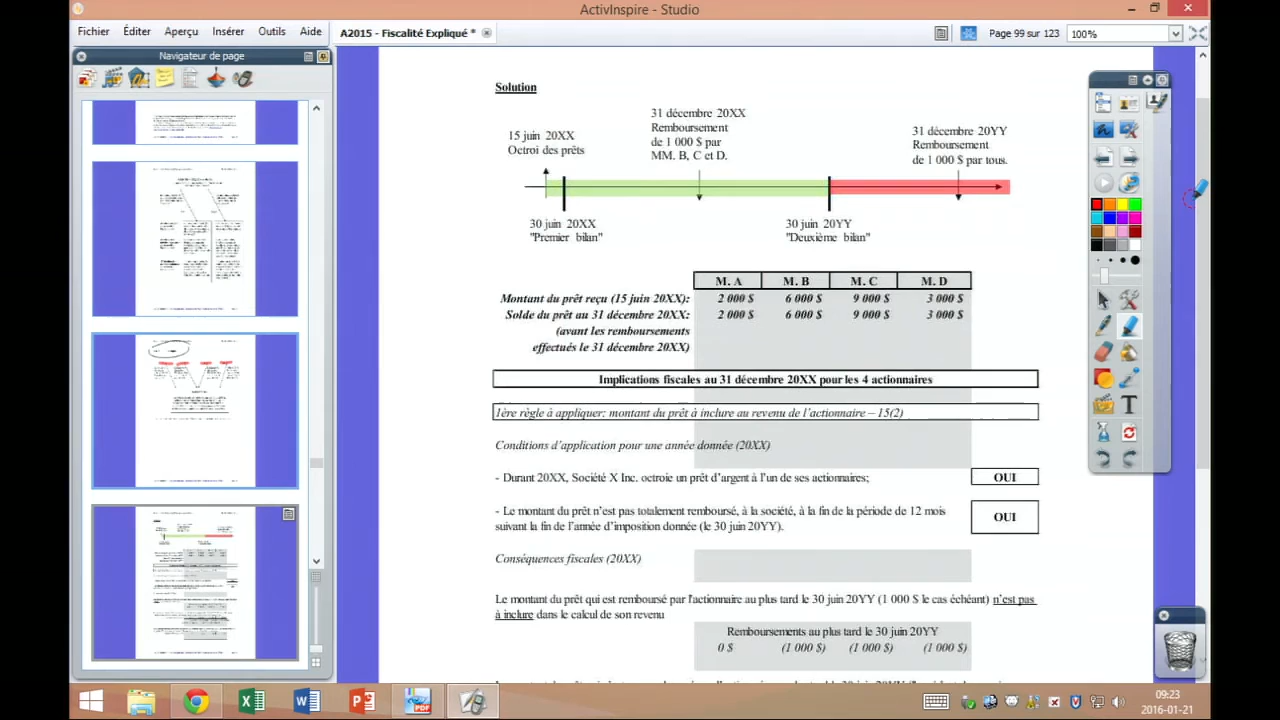 ActivInspire - Studio
Fichier Éditer Aperçu Insérer Outils Aide
A2015 - Fiscalité Expliqué *
Page 99 sur 123
100%
Navigateur de page
Solution
15 juin 20XX
Octroi des prêts
31 décembre 20XX
Remboursement
de 1 000 $ par
MM. B, C et D.
31 décembre 20YY
Remboursement
de 1 000 $ par tous.
30 juin 20XX
"Premier bilan"
30 juin 20YY
"Deuxième bilan"
M. A M. B M. C M. D
Montant du prêt reçu (15 juin 20XX): 2 000 $ 6 000 $ 9 000 $ 3 000 $
Solde du prêt au 31 décembre 20XX: 2 000 $ 6 000 $ 9 000 $ 3 000 $
(avant les remboursements
effectués le 31 décembre 20XX)
Implications fiscales au 31 décembre 20XX pour les 4 actionnaires
1ère règle à appliquer: montant du prêt à inclure au revenu de l'actionnaire – 15(2)
Conditions d'application pour une année donnée (20XX)
- Durant 20XX, Société X Inc. octroie un prêt d'argent à l'un de ses actionnaires; OUI
- Le montant du prêt n'est pas totalement remboursé, à la société, à la fin de la période de 12 mois
suivant la fin de l'année d'imposition donnée (le 30 juin 20YY). OUI
Conséquences fiscales (20XX)
Le montant du prêt qui est remboursé par l'actionnaire au plus tard le 30 juin échéant) n'est pas
à inclure dans le calcul de son revenu
Remboursements au plus tard le 30 juin 20YY
0 $ (1 000 $) (1 000 $) (1 000 $)
09:23
2016-01-21